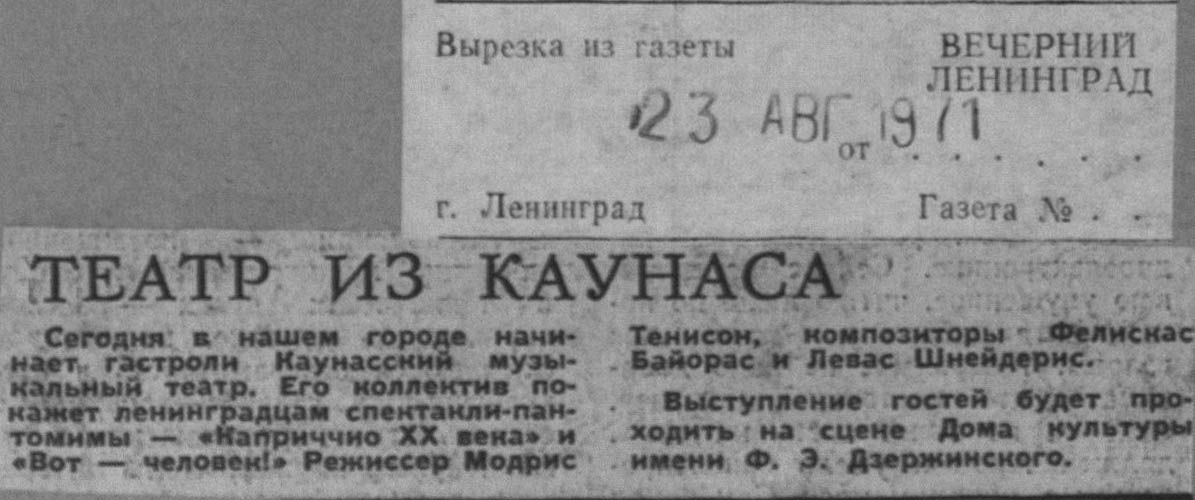 Вырезка из газеты
ВЕЧЕРНИЙ
ЛЕНИНГРАД
23 АВГ 1971
от . . . . . .
г. Ленинград
Газета № . .
ТЕАТР ИЗ КАУНАСА
Сегодня в нашем городе начи-
нает гастроли Каунасский музы-
кальный театр. Его коллектив по-
кажет ленинградцам спектакли-пан-
томимы — «Каприччио XX века» и
«Вот — человек!» Режиссер Модрис
Тенисон, композиторы Фелискас
Байорас и Левас Шнейдерис.
Выступление гостей будет про-
ходить на сцене Дома культуры
имени Ф. Э. Дзержинского.